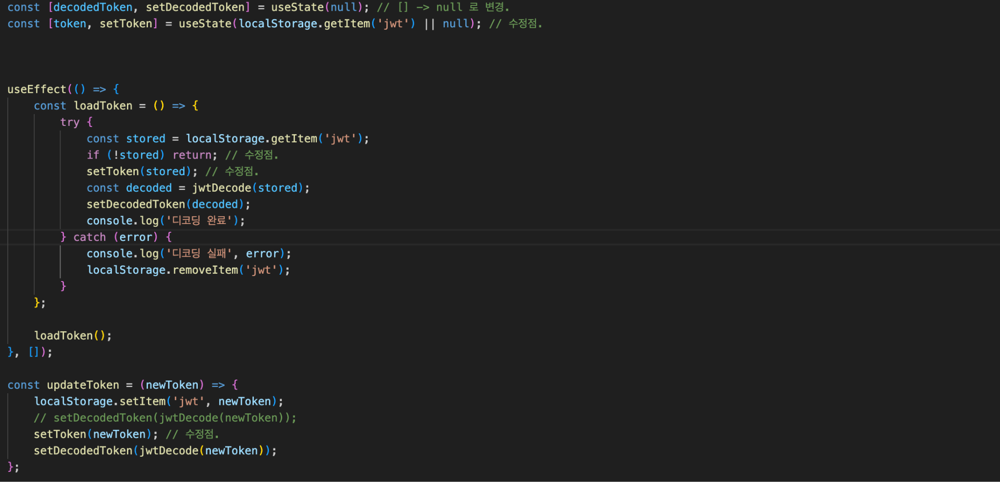 const [decodedToken, setDecodedToken] = useState(null); // [] -> null 로 변경.
const [token, setToken] = useState(localStorage.getItem('jwt') || null); // 수정점.
useEffect(() => {
const loadToken = () => {
try {
const stored = localStorage.getItem('jwt');
if (!stored) return; // 수정점.
setToken(stored); // 수정점.
const decoded = jwtDecode(stored);
setDecodedToken(decoded);
console.log('디코딩 완료');
} catch (error) {
console.log('디코딩 실패', error);
localStorage.removeItem('jwt');
}
};
loadToken();
}, []);
const updateToken = (newToken) => {
localStorage.setItem('jwt', newToken);
// setDecodedToken(jwtDecode(newToken));
setToken(newToken); // 수정점.
setDecodedToken(jwtDecode(newToken));
};